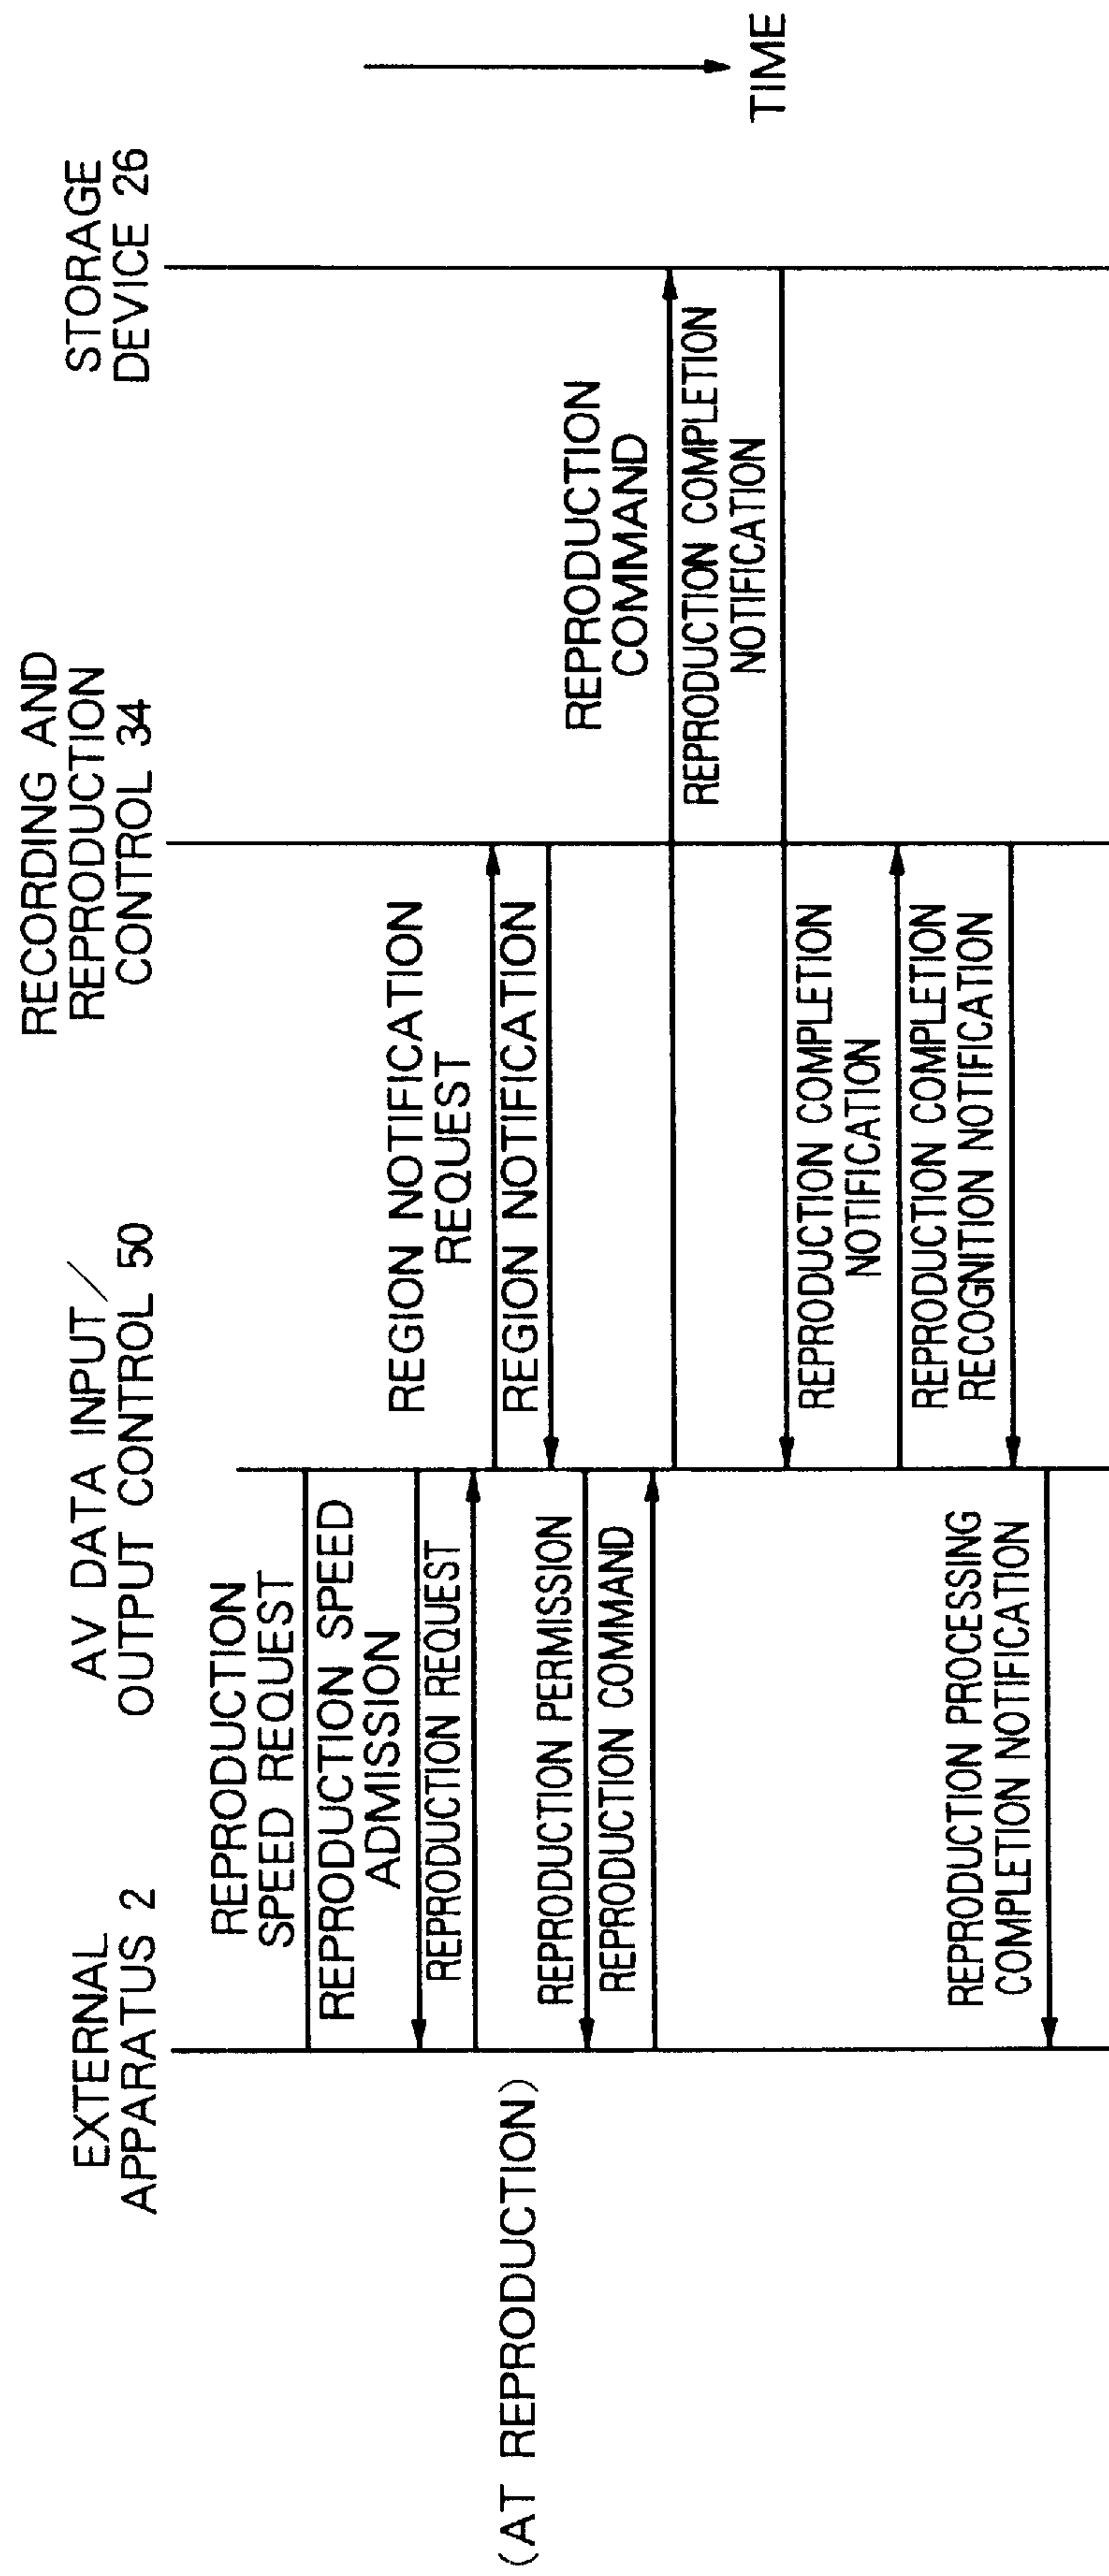 (AT REPRODUCTION)
EXTERNAL
APPARATUS 2
AV DATA INPUT/
OUTPUT CONTROL 50
RECORDING AND
REPRODUCTION
CONTROL 34
STORAGE
DEVICE 26
TIME
REPRODUCTION
SPEED REQUEST
REPRODUCTION SPEED
ADMISSION
REPRODUCTION REQUEST
REGION NOTIFICATION
REQUEST
REGION NOTIFICATION
REPRODUCTION PERMISSION
REPRODUCTION COMMAND
REPRODUCTION
COMMAND
REPRODUCTION COMPLETION
NOTIFICATION
REPRODUCTION COMPLETION
NOTIFICATION
REPRODUCTION COMPLETION
RECOGNITION NOTIFICATION
REPRODUCTION PROCESSING
COMPLETION NOTIFICATION